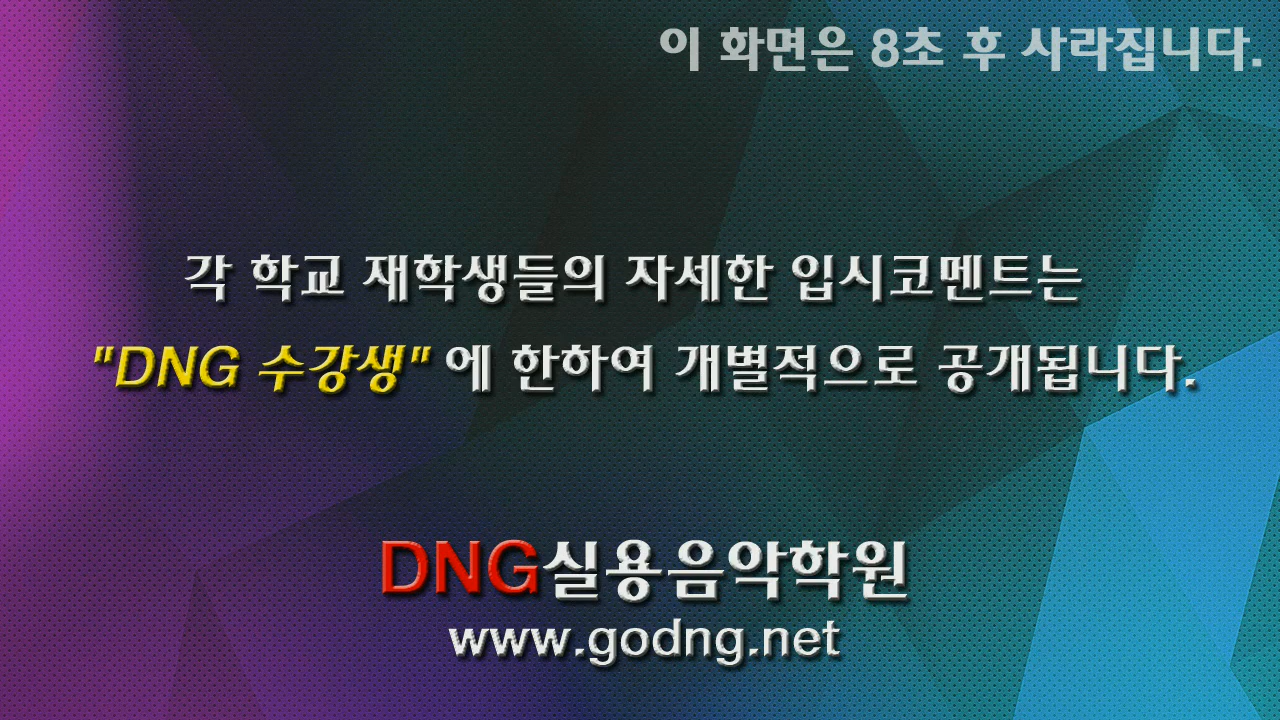 이 화면은 8초 후 사라집니다.
각 학교 재학생들의 자세한 입시코멘트는
"DNG 수강생" 에 한하여 개별적으로 공개됩니다.
DNG실용음악학원
www.godng.net